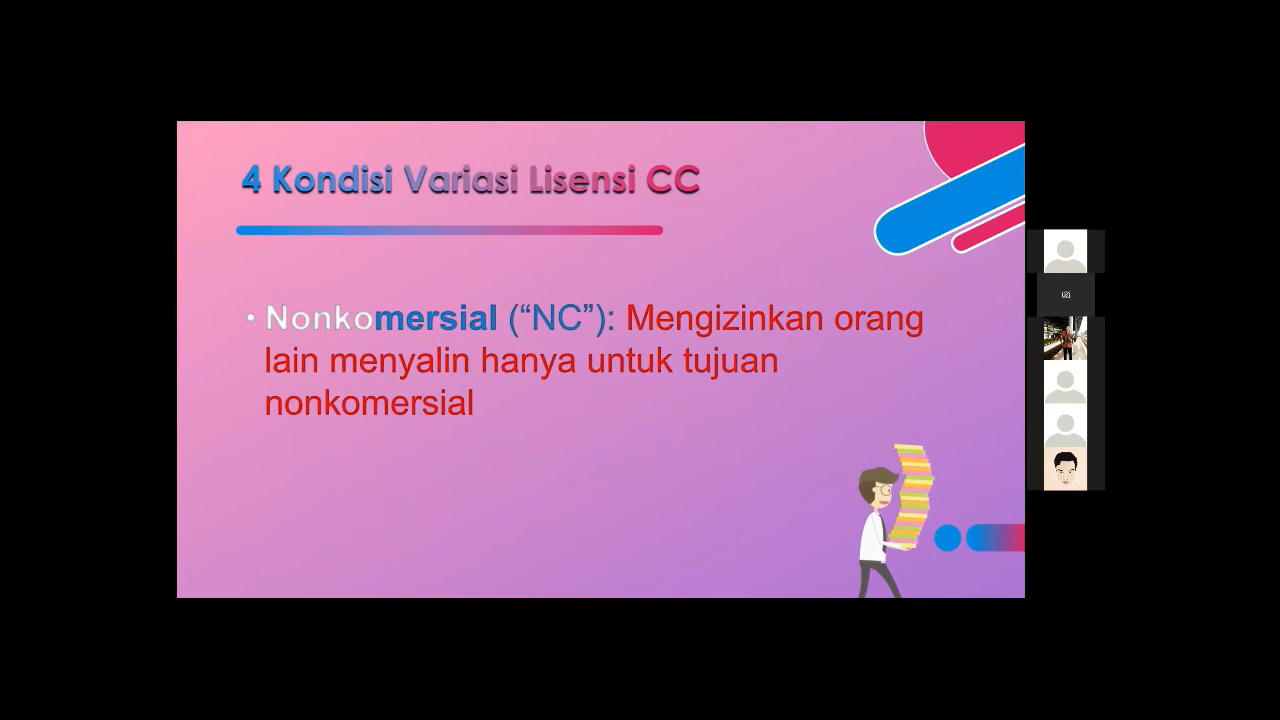 4 Kondisi Variasi Lisensi CC
• Nonkomersial (“NC”): Mengizinkan orang
lain menyalin hanya untuk tujuan
nonkomersial